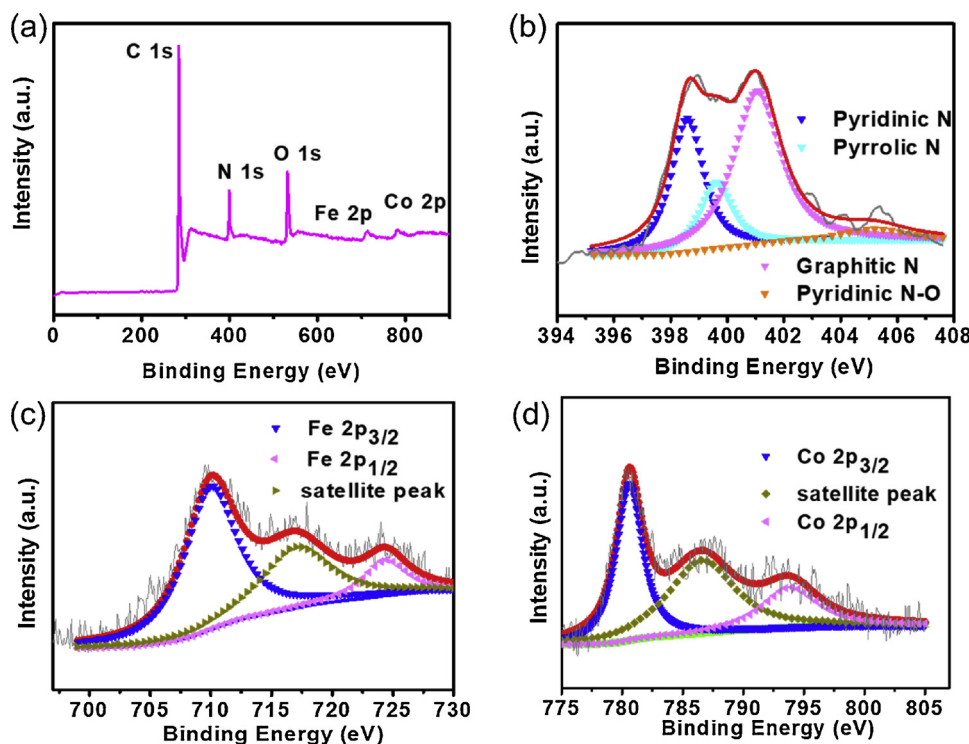 (a)
C 1s
N 1s
O 1s
Fe 2p
Co 2p
Intensity (a.u.)
0 200 400 600 800
Binding Energy (eV)
(b)
Pyridinic N
Pyrrolic N
Graphitic N
Pyridinic N-O
Intensity (a.u.)
394 396 398 400 402 404 406 408
Binding Energy (eV)
(c)
Fe 2p3/2
Fe 2p1/2
satellite peak
Intensity (a.u.)
700 705 710 715 720 725 730
Binding Energy (eV)
(d)
Co 2p3/2
satellite peak
Co 2p1/2
Intensity (a.u.)
775 780 785 790 795 800 805
Binding Energy (eV)